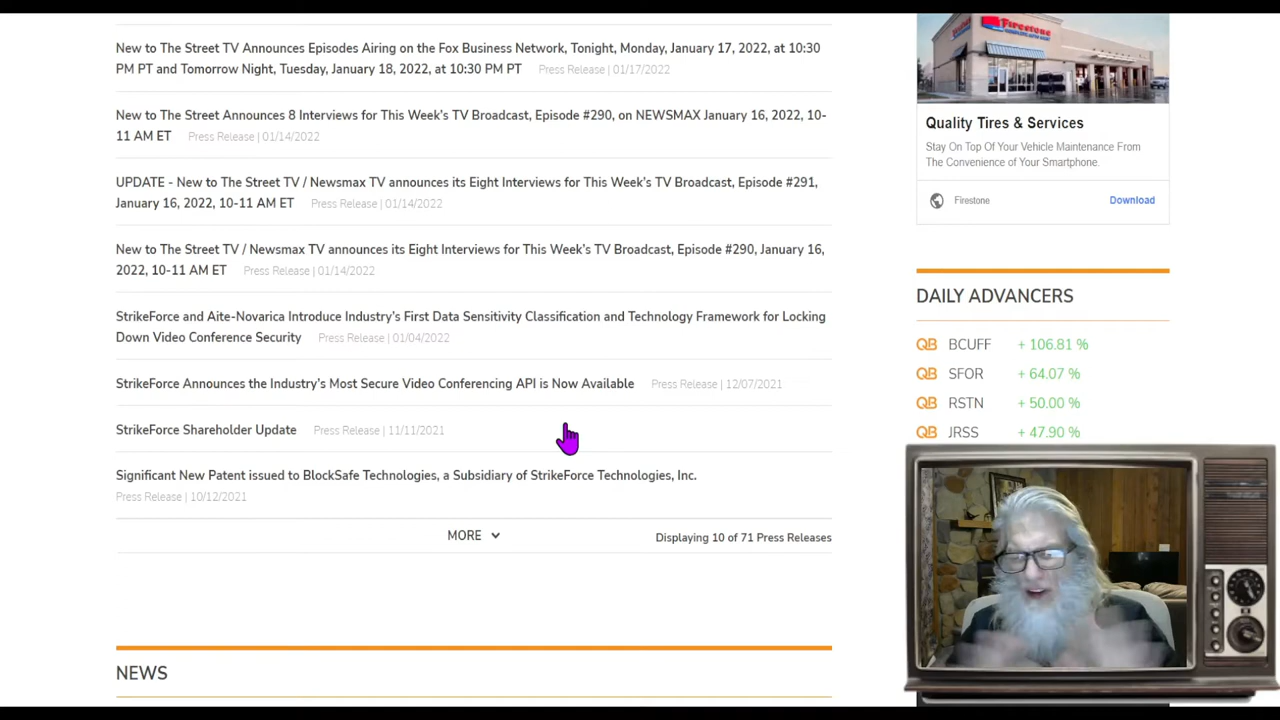 New to The Street TV Announces Episodes Airing on the Fox Business Network, Tonight, Monday, January 17, 2022, at 10:30
PM PT and Tomorrow Night, Tuesday, January 18, 2022, at 10:30 PM PT Press Release | 01/17/2022
New to The Street Announces 8 Interviews for This Week's TV Broadcast, Episode #290, on NEWSMAX January 16, 2022, 10-
11 AM ET Press Release | 01/14/2022
UPDATE - New to The Street TV / Newsmax TV announces its Eight Interviews for This Week's TV Broadcast, Episode #291,
January 16, 2022, 10-11 AM ET Press Release | 01/14/2022
New to The Street TV / Newsmax TV announces its Eight Interviews for This Week's TV Broadcast, Episode #290, January 16,
2022, 10-11 AM ET Press Release | 01/14/2022
StrikeForce and Aite-Novarica Introduce Industry's First Data Sensitivity Classification and Technology Framework for Locking
Down Video Conference Security Press Release | 01/04/2022
StrikeForce Announces the Industry's Most Secure Video Conferencing API is Now Available Press Release | 12/07/2021
StrikeForce Shareholder Update Press Release | 11/11/2021
Significant New Patent issued to BlockSafe Technologies, a Subsidiary of StrikeForce Technologies, Inc.
Press Release | 10/12/2021
MORE
Displaying 10 of 71 Press Releases
NEWS
Firestone
Quality Tires & Services
Stay On Top Of Your Vehicle Maintenance From
The Convenience of Your Smartphone.
Firestone Download
DAILY ADVANCERS
QB BCUFF + 106.81 %
QB SFOR + 64.07 %
QB RSTN + 50.00 %
QB JRSS + 47.90 %